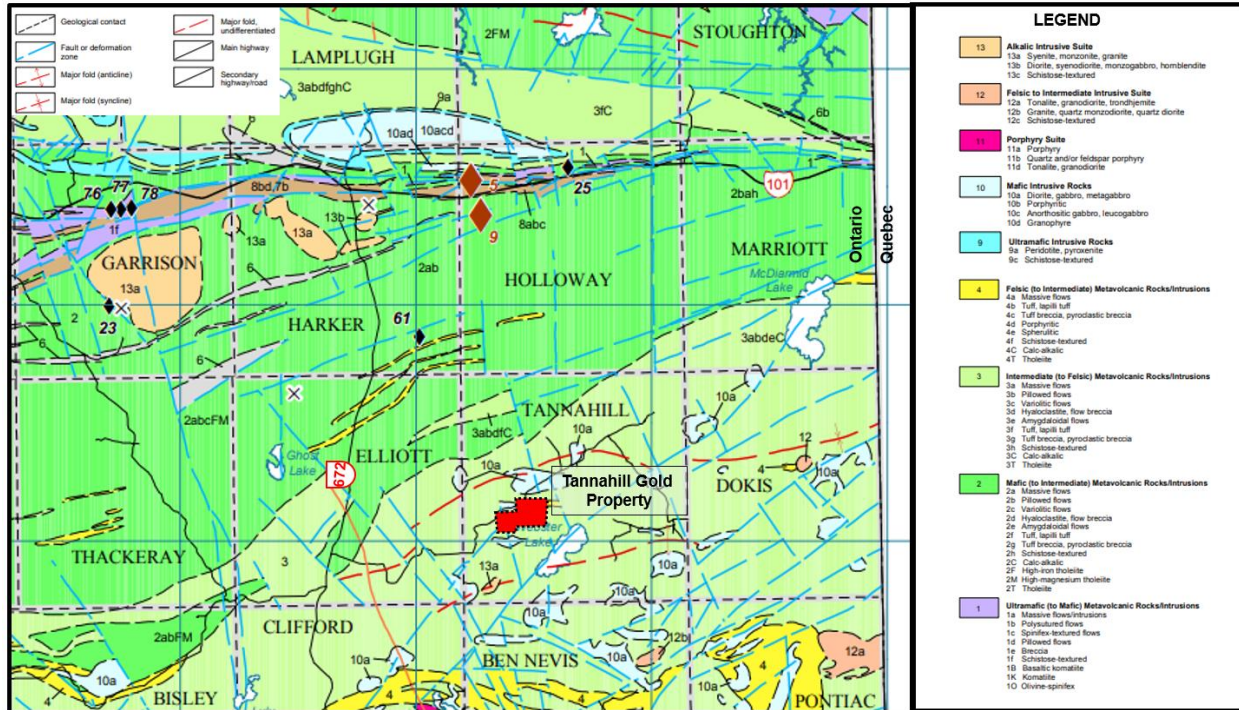 Geological contact
Fault or deformation
zone
Major fold (anticline)
Major fold (syncline)
Major fold,
undifferentiated
Main highway
Secondary
highway/road
LAMPLUGH
STOUGHTON
2FM
3abdfghC
3fC
9a
6
6b
10ad
10acd
1
1
1
76
77
78
8bd,7b
5
25
101
2bah
13b
8abc
1f
13a
13a
9
GARRISON
6
2ab
HOLLOWAY
MARRIOTT
Ontario
Quebec
McDiarmid
Lake
13a
2
23
HARKER
61
3abdeC
6
6
2abcFM
10a
TANNAHILL
3abdfC
10a
12
Ghost
Lake
ELLIOTT
672
10a
4
10a
Tannahill Gold
Property
DOKIS
Webster
Lake
THACKERAY
3
13a
10a
10a
10a
CLIFFORD
2abFM
12b
10a
BEN NEVIS
10a
4
12a
10a
4
BISLEY
4
4
10a
PONTIAC
LEGEND
13
Alkalic Intrusive Suite
13a Syenite, monzonite, granite
13b Diorite, syenodiorite, monzogabbro, hornblendite
13c Schistose-textured
12
Felsic to Intermediate Intrusive Suite
12a Tonalite, granodiorite, trondhjemite
12b Granite, quartz monzodiorite, quartz diorite
12c Schistose-textured
11
Porphyry Suite
11a Porphyry
11b Quartz and/or feldspar porphyry
11d Tonalite, granodiorite
10
Mafic Intrusive Rocks
10a Diorite, gabbro, metagabbro
10b Porphyritic
10c Anorthositic gabbro, leucogabbro
10d Granophyre
9
Ultramafic Intrusive Rocks
9a Peridotite, pyroxenite
9c Schistose-textured
4
Felsic (to Intermediate) Metavolcanic Rocks/Intrusions
4a Massive flows
4b Tuff, lapilli tuff
4c Tuff breccia, pyroclastic breccia
4d Porphyritic
4e Spherulitic
4f Schistose-textured
4C Calc-alkalic
4T Tholeiite
3
Intermediate (to Felsic) Metavolcanic Rocks/Intrusions
3a Massive flows
3b Pillowed flows
3c Variolitic flows
3d Hyaloclastite, flow breccia
3e Amygdaloidal flows
3f Tuff, lapilli tuff
3g Tuff breccia, pyroclastic breccia
3h Schistose-textured
3C Calc-alkalic
3T Tholeiite
2
Mafic (to Intermediate) Metavolcanic Rocks/Intrusions
2a Massive flows
2b Pillowed flows
2c Variolitic flows
2d Hyaloclastite, flow breccia
2e Amygdaloidal flows
2f Tuff, lapilli tuff
2g Tuff breccia, pyroclastic breccia
2h Schistose-textured
2C Calc-alkalic
2F High-iron tholeiite
2M High-magnesium tholeiite
2T Tholeiite
1
Ultramafic (to Mafic) Metavolcanic Rocks/Intrusions
1a Massive flows/intrusions
1b Polysutured flows
1c Spinifex-textured flows
1d Pillowed flows
1e Breccia
1f Schistose-textured
1B Basaltic komatiite
1K Komatiite
1O Olivine-spinifex